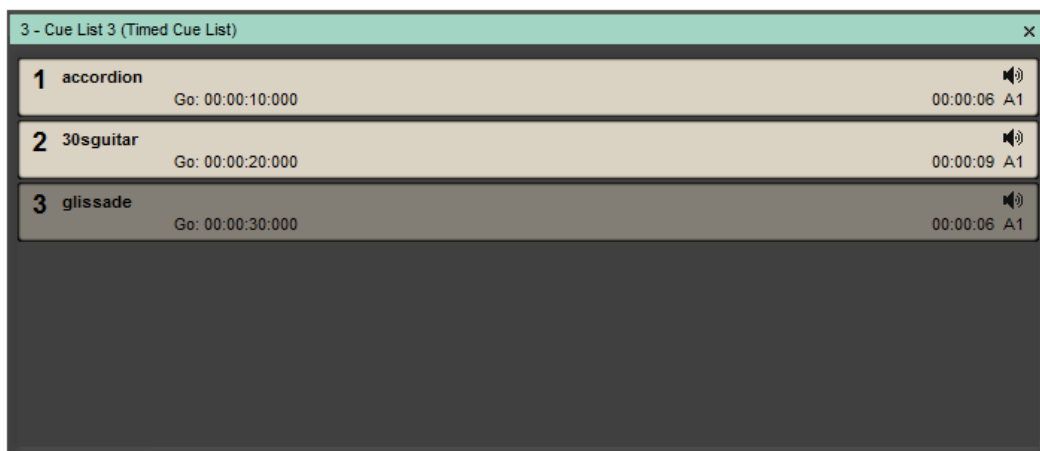 3 - Cue List 3 (Timed Cue List)
1 accordion
Go: 00:00:10:000 00:00:06 A1
2 30sguitar
Go: 00:00:20:000 00:00:09 A1
3 glissade
Go: 00:00:30:000 00:00:06 A1